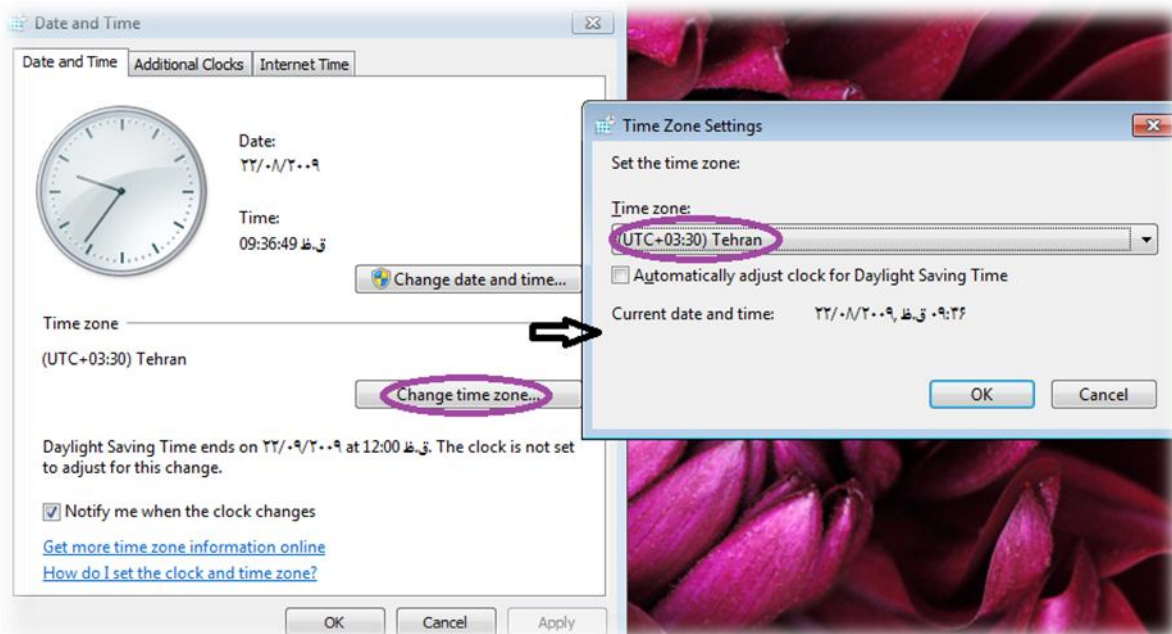 Date and Time
Date and Time
Additional Clocks
Internet Time
Date:
۲۲/۰۸/۲۰۰۹
Time:
09:36:49 ق.ظ
Change date and time...
Time zone
(UTC+03:30) Tehran
Change time zone...
Daylight Saving Time ends on ۲۲/۰۹/۲۰۰۹ at 12:00 ق.ظ. The clock is not set
to adjust for this change.
Notify me when the clock changes
Get more time zone information online
How do I set the clock and time zone?
OK
Cancel
Apply
Time Zone Settings
Set the time zone:
Time zone:
(UTC+03:30) Tehran
Automatically adjust clock for Daylight Saving Time
Current date and time: ۲۲/۰۸/۲۰۰۹, ۰۹:۳۶ ق.ظ
OK
Cancel